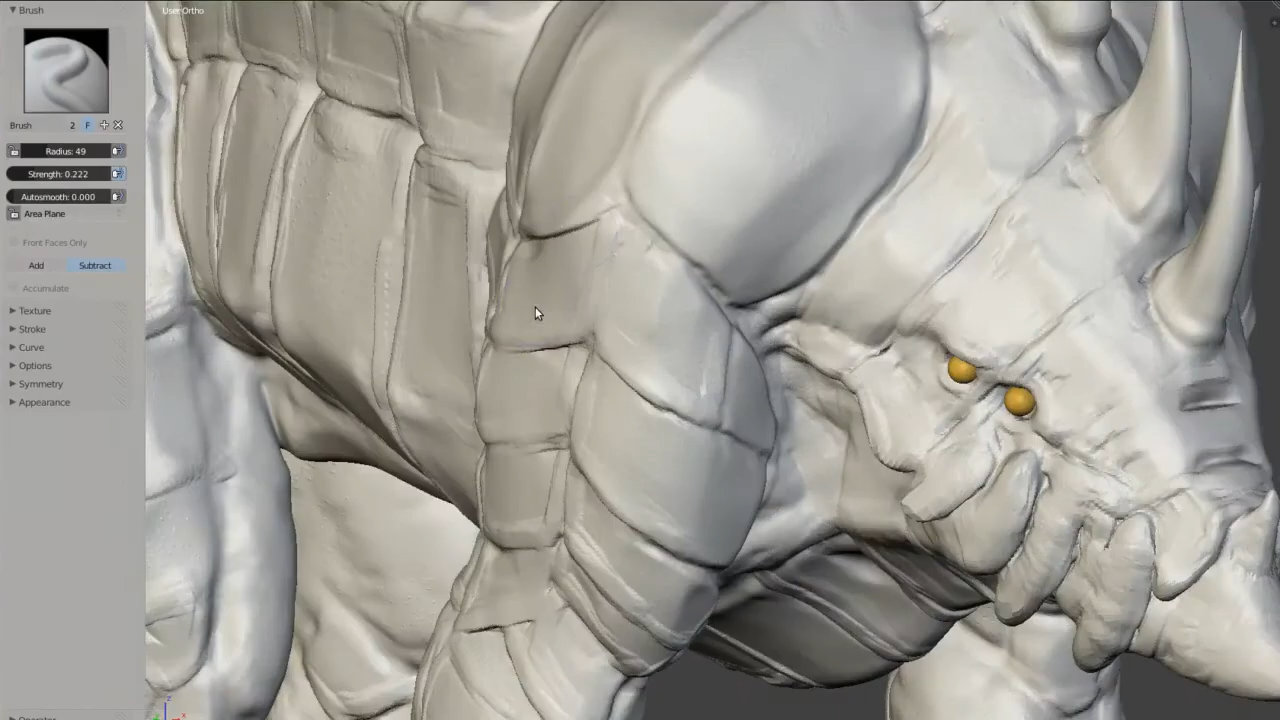 Brush
User Ortho
Brush 2 F
Radius: 49
Strength: 0.222
Autosmooth: 0.000
Area Plane
Front Faces Only
Add Subtract
Accumulate
Texture
Stroke
Curve
Options
Symmetry
Appearance
Operator
z
x